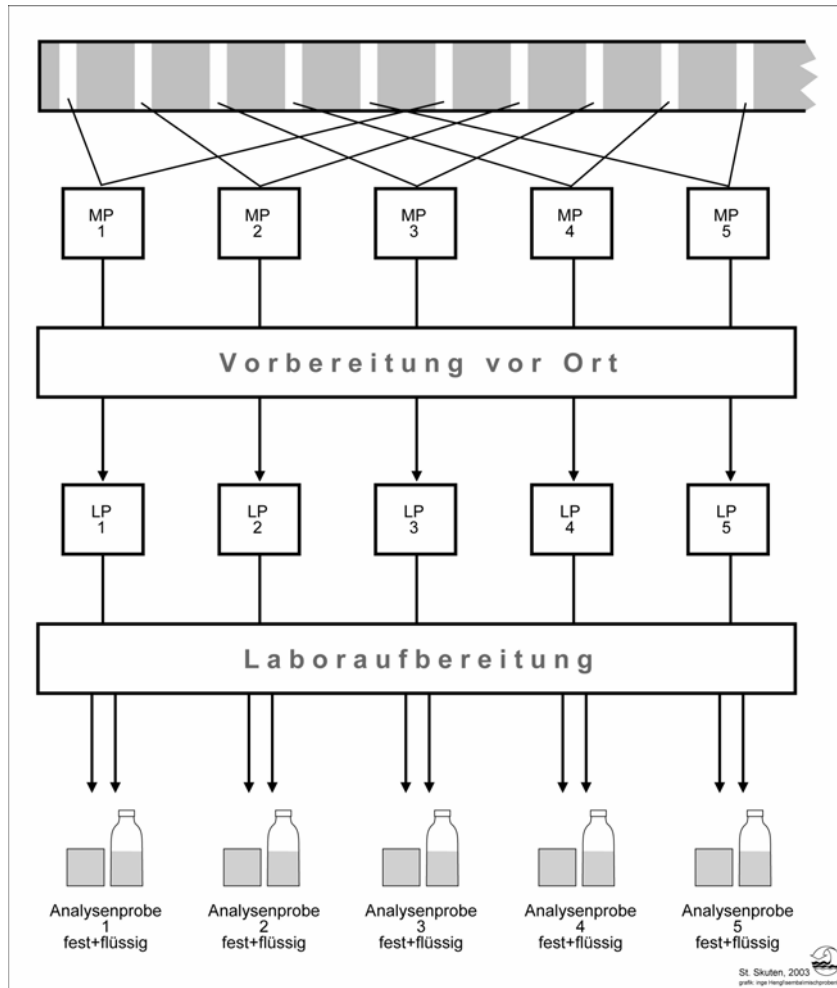 MP
1
MP
2
MP
3
MP
4
MP
5
Vorbereitung vor Ort
LP
1
LP
2
LP
3
LP
4
LP
5
Laboraufbereitung
Analysenprobe
1
fest+flüssig
Analysenprobe
2
fest+flüssig
Analysenprobe
3
fest+flüssig
Analysenprobe
4
fest+flüssig
Analysenprobe
5
fest+flüssig
St. Skuten, 2003